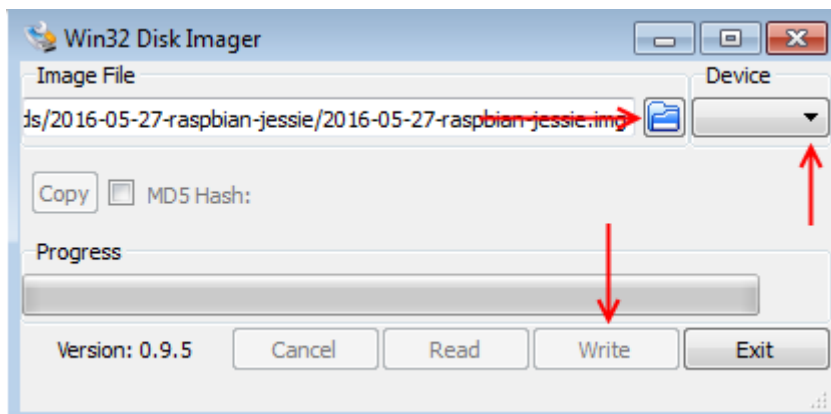 Win32 Disk Imager
Image File
Device
ds/2016-05-27-raspbian-jessie/2016-05-27-raspbian-jessie.img
Copy
MD5 Hash:
Progress
Version: 0.9.5
Cancel
Read
Write
Exit